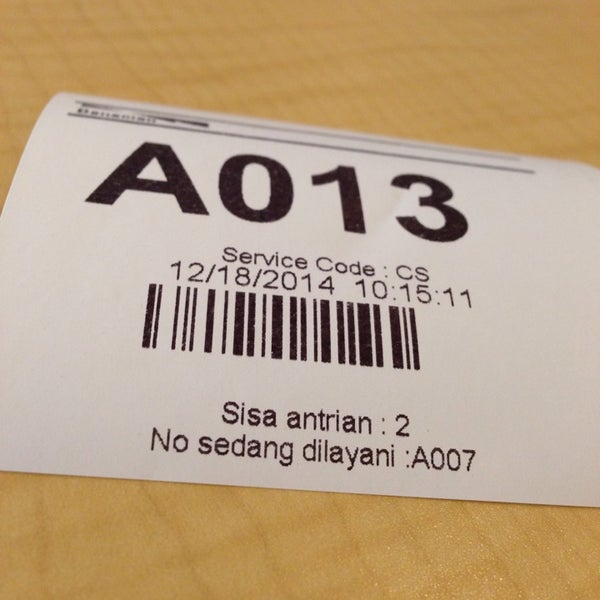 A013
Service Code : CS
12/18/2014 10:15:11
Sisa antrian : 2
No sedang dilayani :A007